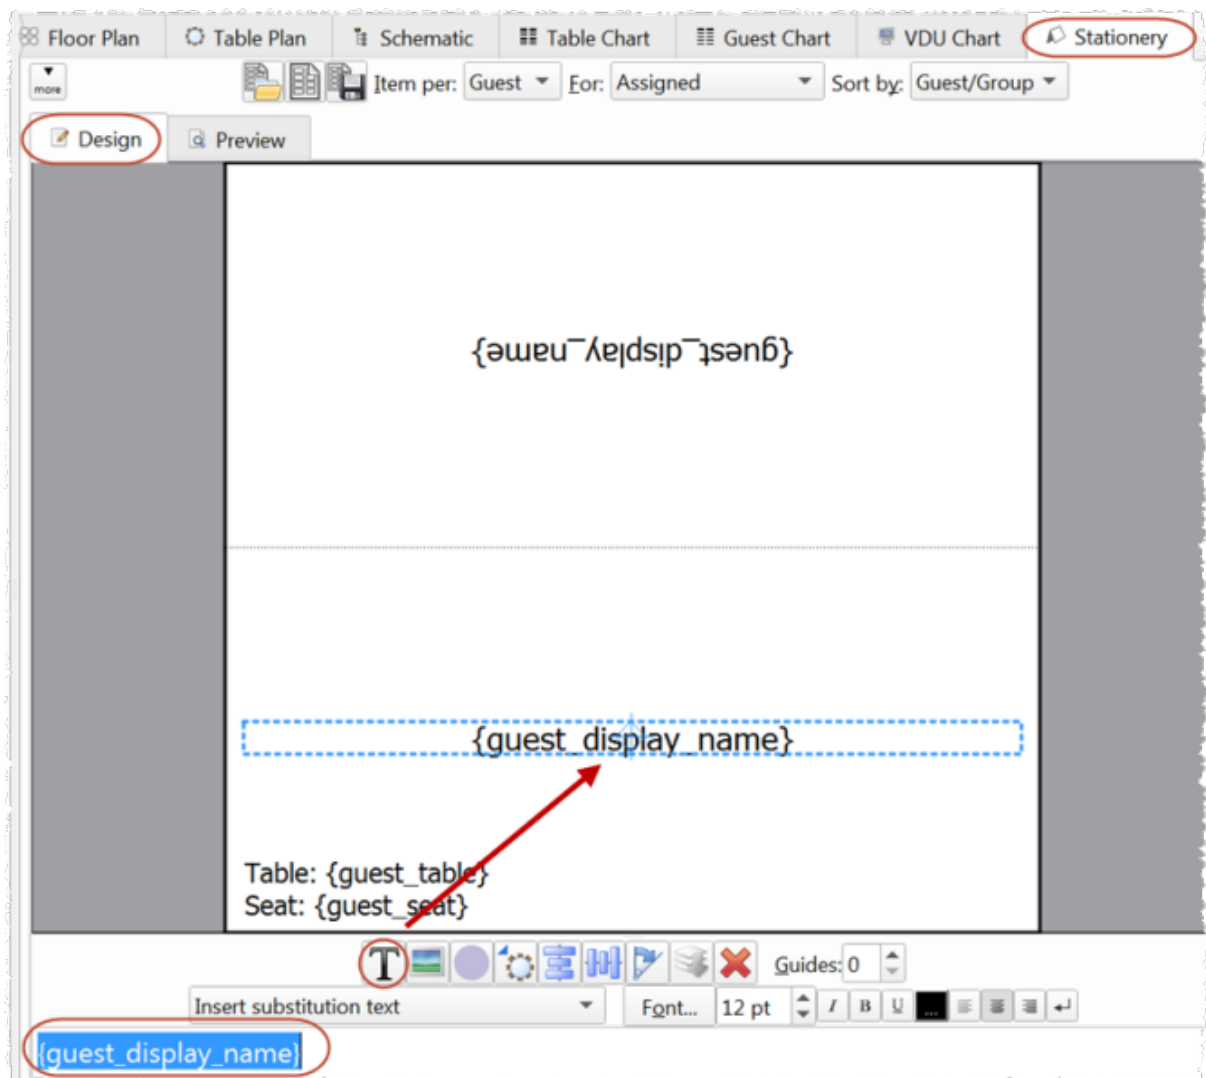 Floor Plan Table Plan Schematic Table Chart Guest Chart VDU Chart Stationery
more Item per: Guest For: Assigned Sort by: Guest/Group
Design Preview
{guest_display_name}
{guest_display_name}
Table: {guest_table}
Seat: {guest_seat}
T Guides: 0
Insert substitution text Font... 12 pt I B U ...
{guest_display_name}